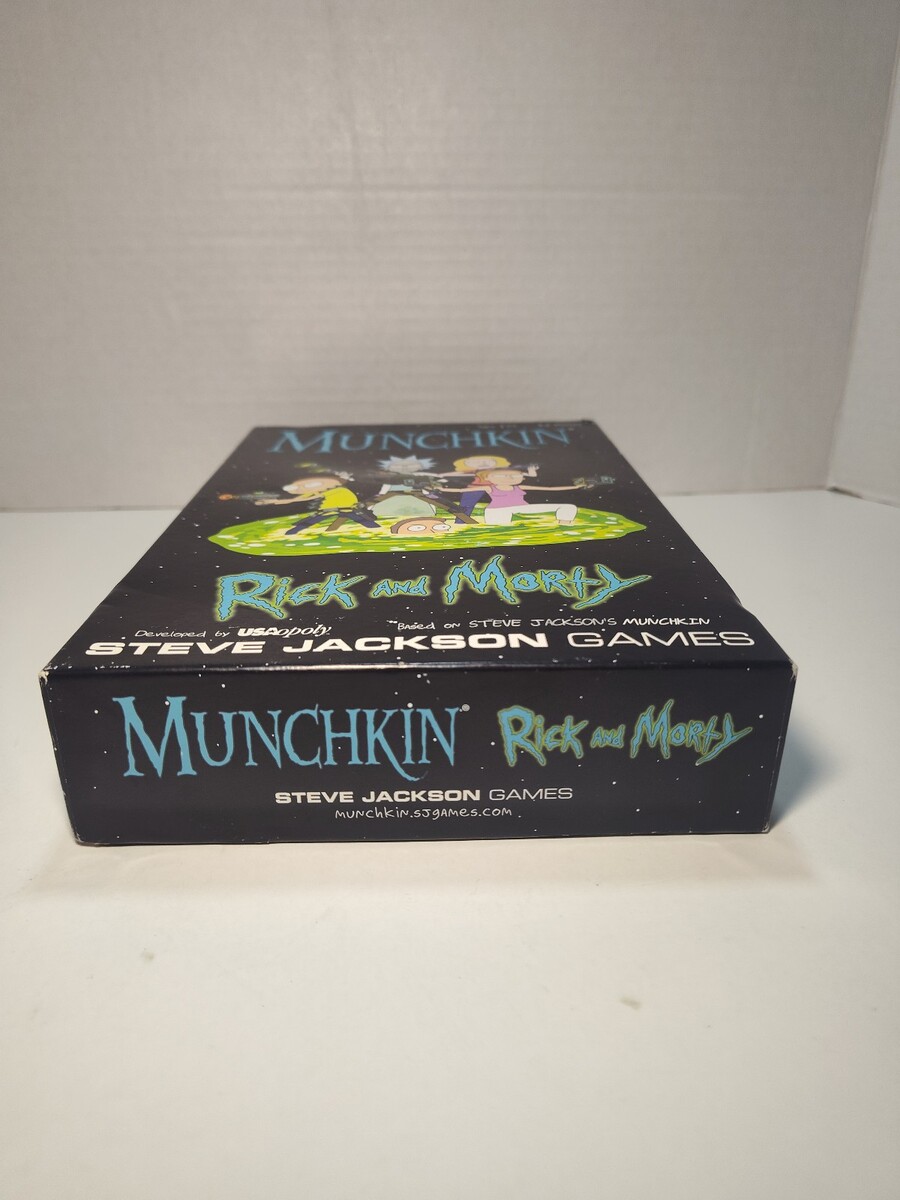 MUNCHKIN
RICK AND MORTY
Developed by USAopoly
Based on STEVE JACKSON'S MUNCHKIN
STEVE JACKSON GAMES
MUNCHKIN®
RICK AND MORTY
STEVE JACKSON GAMES
munchkin.sjgames.com